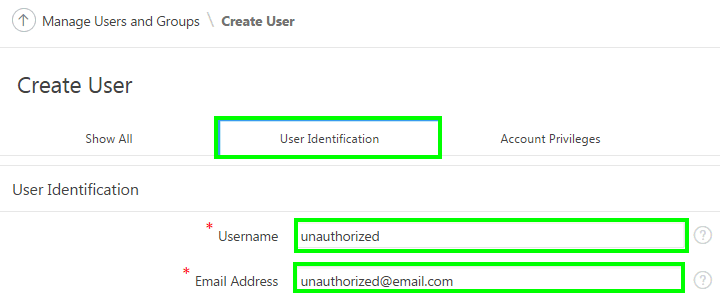 Manage Users and Groups \ Create User
Create User
Show All User Identification Account Privileges
User Identification
* Username unauthorized ?
* Email Address unauthorized@email.com ?